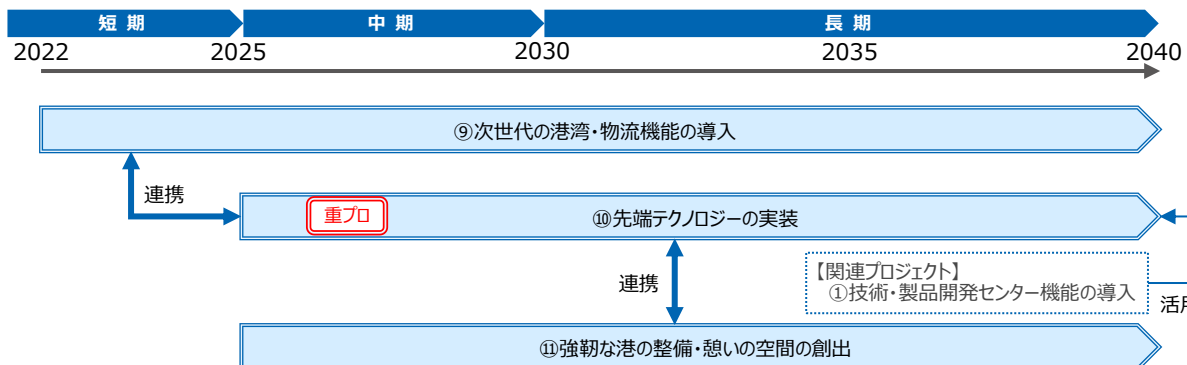 短期 中期 長期
2022 2025 2030 2035 2040
⑨次世代の港湾・物流機能の導入
連携
重プロ ⑩先端テクノロジーの実装
連携
【関連プロジェクト】
①技術・製品開発センター機能の導入
活用
⑪強靭な港の整備・憩いの空間の創出